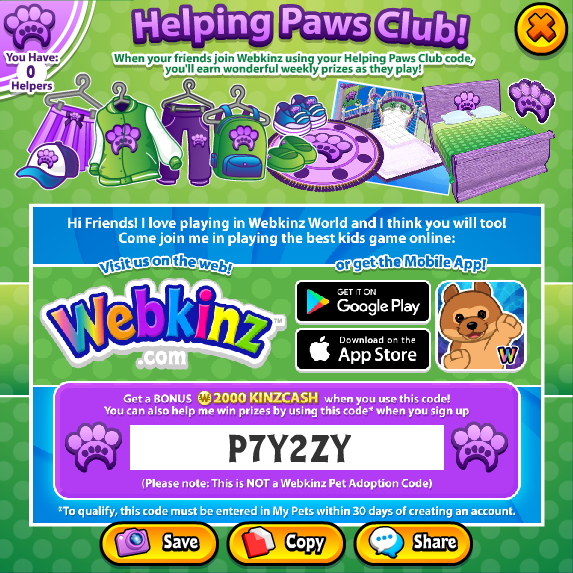 Helping Paws Club!
You Have:
0
Helpers
When your friends join Webkinz using your Helping Paws Club code,
you'll earn wonderful weekly prizes as they play!
Hi Friends! I love playing in Webkinz World and I think you will too!
Come join me in playing the best kids game online:
Visit us on the web!
or get the Mobile App!
Webkinz™
.com
GET IT ON
Google Play
Download on the
App Store
W
Get a BONUS W 2000 KINZCASH when you use this code!
You can also help me win prizes by using this code* when you sign up
P7Y2ZY
(Please note: This is NOT a Webkinz Pet Adoption Code)
*To qualify, this code must be entered in My Pets within 30 days of creating an account.
Save
Copy
Share